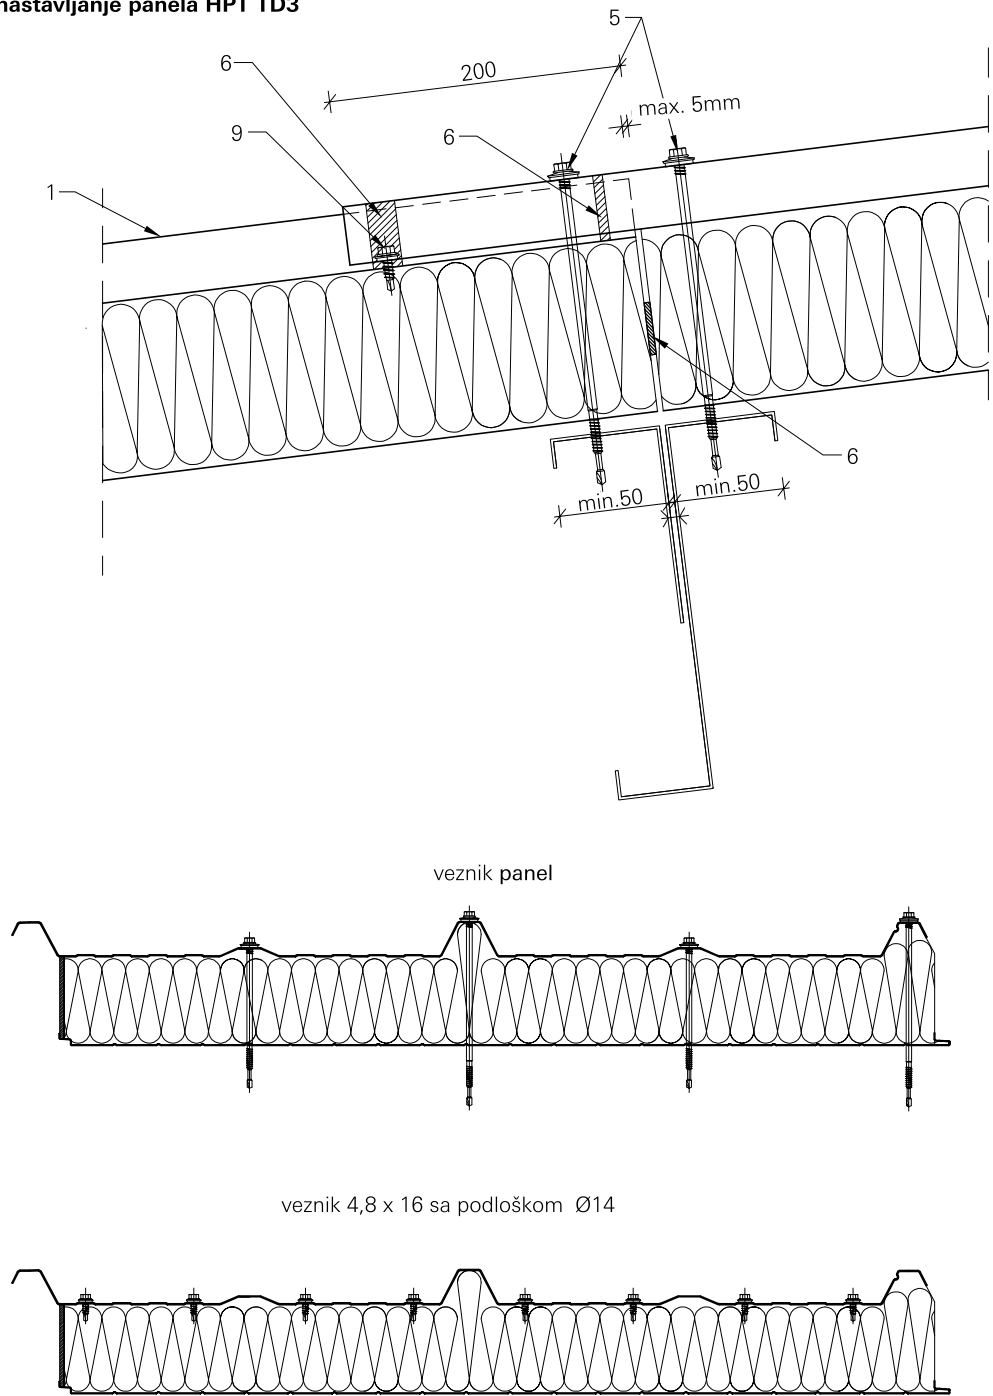 nastavljanje panela HPT TD3
5
6
200
max. 5mm
9
6
1
6
min.50
min.50
veznik panel
veznik 4,8 x 16 sa podloškom Ø14